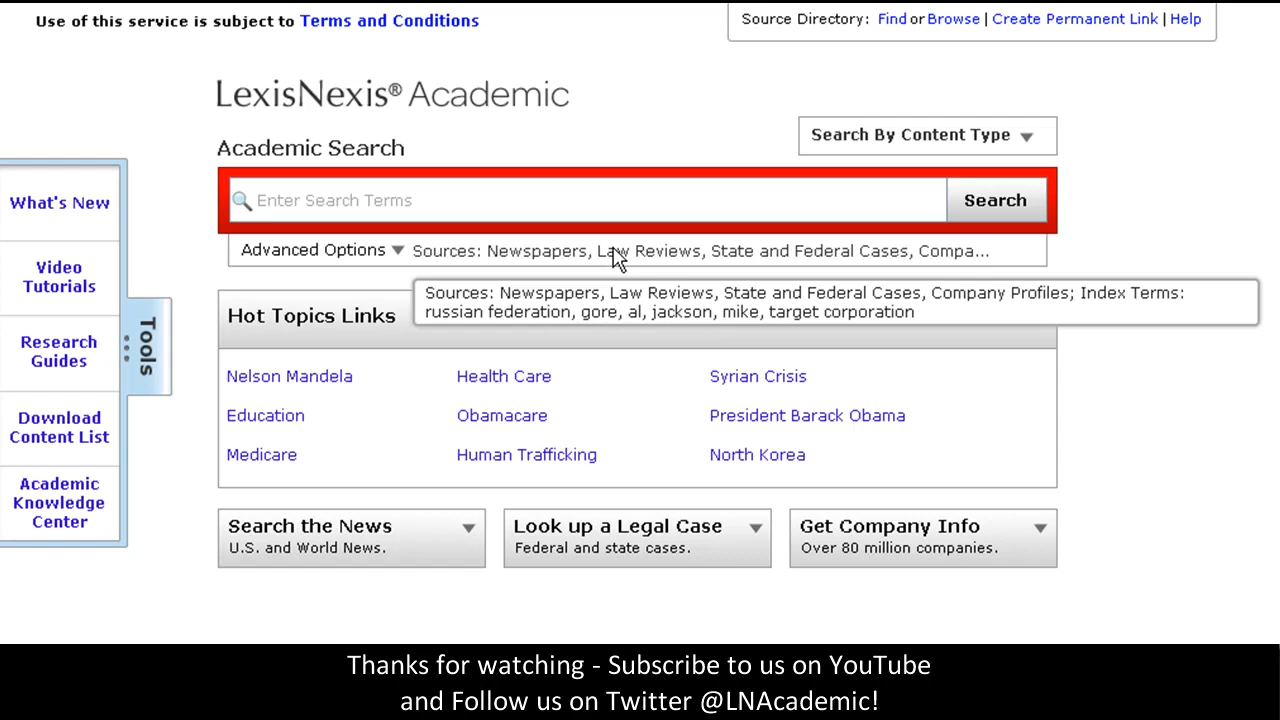 Use of this service is subject to Terms and Conditions
Source Directory: Find or Browse | Create Permanent Link | Help
LexisNexis® Academic
Search By Content Type
Academic Search
Enter Search Terms
Search
Advanced Options
Sources: Newspapers, Law Reviews, State and Federal Cases, Compa...
Sources: Newspapers, Law Reviews, State and Federal Cases, Company Profiles; Index Terms:
russian federation, gore, al, jackson, mike, target corporation
What's New
Video
Tutorials
Research
Guides
Download
Content List
Academic
Knowledge
Center
Tools
Hot Topics Links
Nelson Mandela
Health Care
Syrian Crisis
Education
Obamacare
President Barack Obama
Medicare
Human Trafficking
North Korea
Search the News
U.S. and World News.
Look up a Legal Case
Federal and state cases.
Get Company Info
Over 80 million companies.
Thanks for watching - Subscribe to us on YouTube
and Follow us on Twitter @LNAcademic!